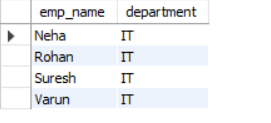 emp_name department
Neha IT
Rohan IT
Suresh IT
Varun IT